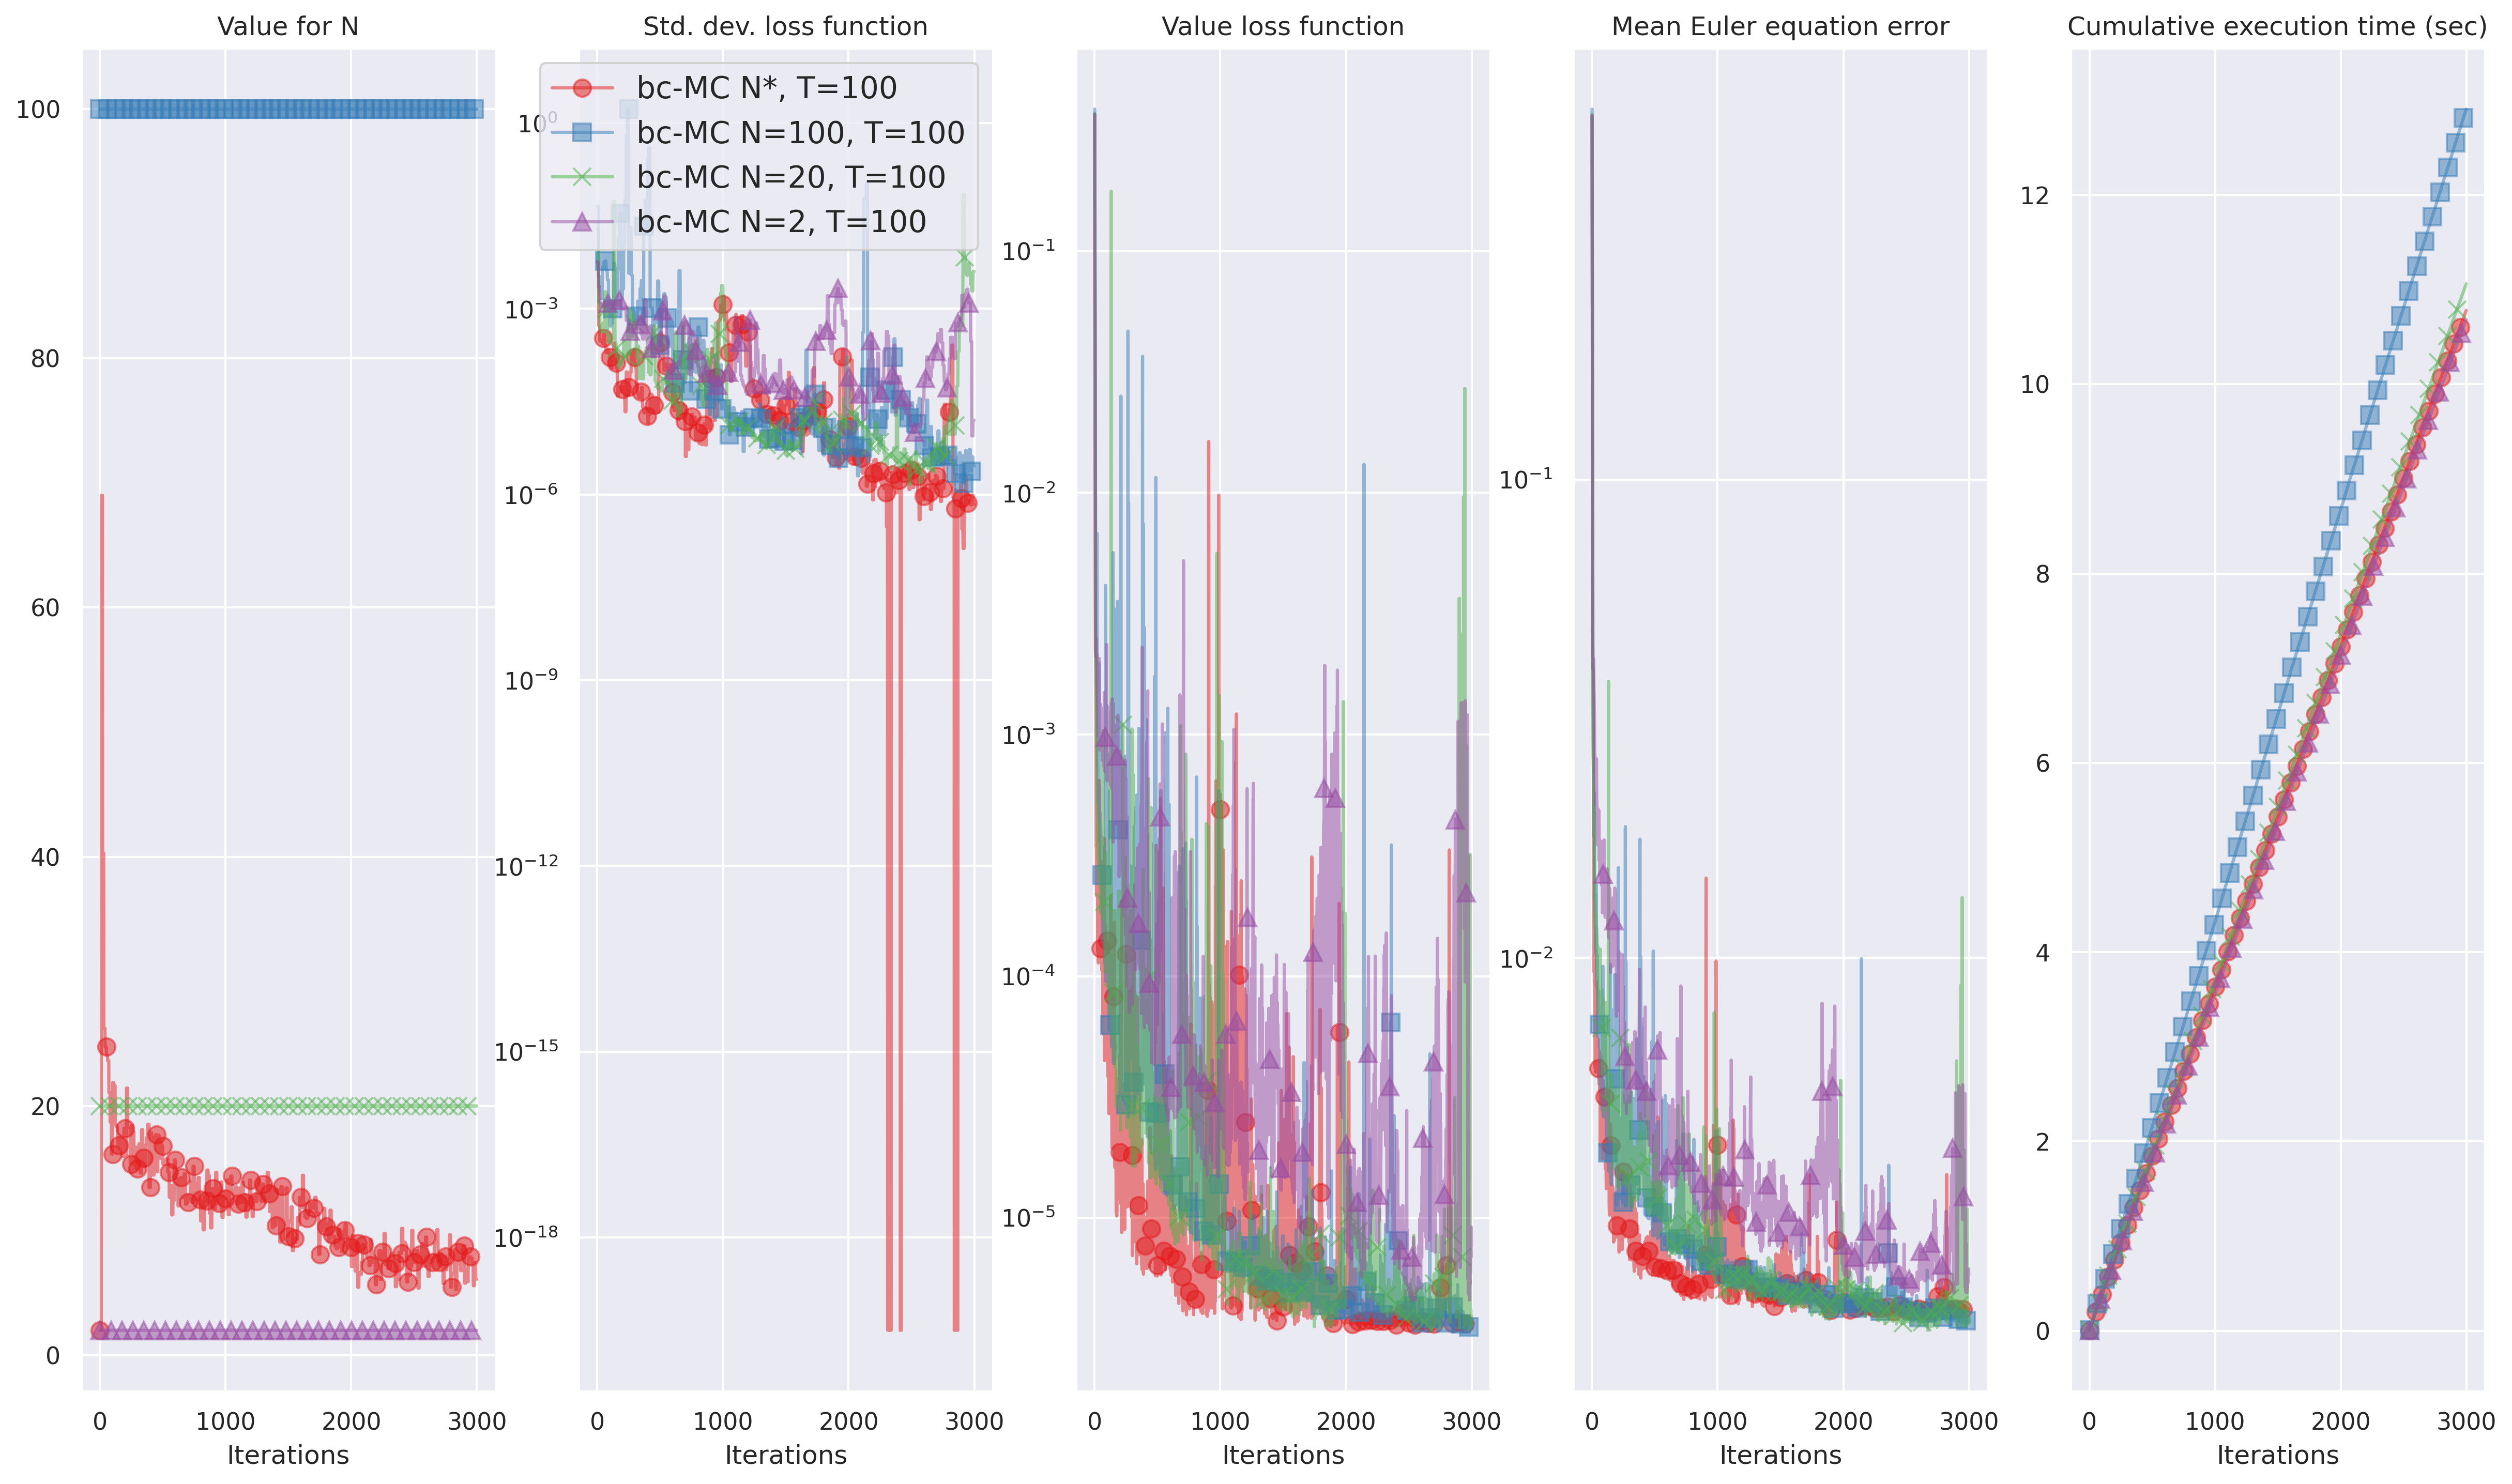 Value for N
Std. dev. loss function
Value loss function
Mean Euler equation error
Cumulative execution time (sec)
100
80
60
40
20
0
0 1000 2000 3000
Iterations
10⁰
10⁻³
10⁻⁶
10⁻⁹
10⁻¹²
10⁻¹⁵
10⁻¹⁸
0 1000 2000 3000
Iterations
bc-MC N*, T=100
bc-MC N=100, T=100
bc-MC N=20, T=100
bc-MC N=2, T=100
10⁻¹
10⁻²
10⁻³
10⁻⁴
10⁻⁵
0 1000 2000 3000
Iterations
10⁻¹
10⁻²
0 1000 2000 3000
Iterations
12
10
8
6
4
2
0
0 1000 2000 3000
Iterations